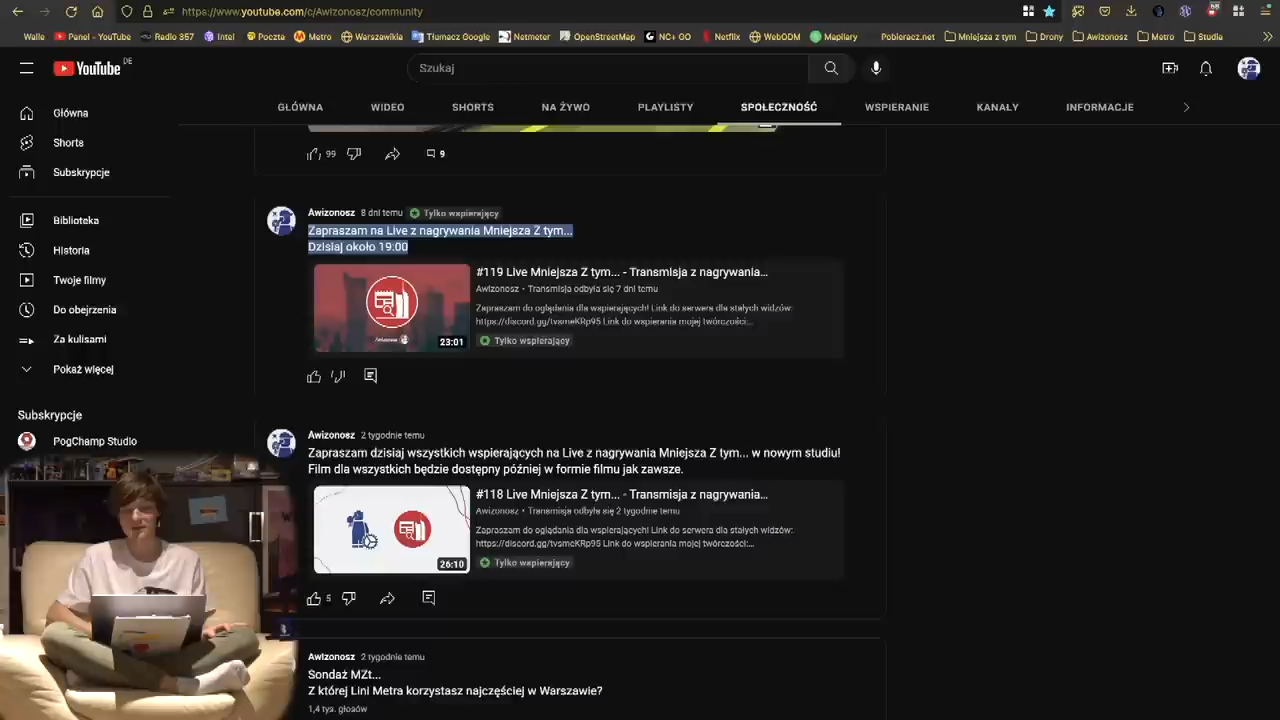 https://www.youtube.com/c/Awizonosz/community
Walle
Panel - YouTube
Radio 357
Intel
Poczta
Metro
Warszawikia
Tłumacz Google
Netmeter
OpenStreetMap
NC+ GO
Netflix
WebODM
Mapilary
Pobieracz.net
Mniejsza z tym
Drony
Awizonosz
Metro
Studia
YouTube DE
Szukaj
GŁÓWNA
WIDEO
SHORTS
NA ŻYWO
PLAYLISTY
SPOŁECZNOŚĆ
WSPIERANIE
KANAŁY
INFORMACJE
Główna
Shorts
Subskrypcje
Biblioteka
Historia
Twoje filmy
Do obejrzenia
Za kulisami
Pokaż więcej
Subskrypcje
PogChamp Studio
99
9
Awizonosz 8 dni temu Tylko wspierający
Zapraszam na Live z nagrywania Mniejsza Z tym...
Dzisiaj około 19:00
#119 Live Mniejsza Z tym... - Transmisja z nagrywania...
Awizonosz • Transmisja odbyła się 7 dni temu
Zapraszam do oglądania dla wspierających! Link do serwera dla stałych widzów:
https://discord.gg/tvsmeKRp95 Link do wspierania mojej twórczości:...
Tylko wspierający
23:01
Awizonosz 2 tygodnie temu
Zapraszam dzisiaj wszystkich wspierających na Live z nagrywania Mniejsza Z tym... w nowym studiu!
Film dla wszystkich będzie dostępny później w formie filmu jak zawsze.
#118 Live Mniejsza Z tym... - Transmisja z nagrywania...
Awizonosz • Transmisja odbyła się 2 tygodnie temu
Zapraszam do oglądania dla wspierających! Link do serwera dla stałych widzów:
https://discord.gg/tvsmeKRp95 Link do wspierania mojej twórczości:...
Tylko wspierający
26:10
5
Awizonosz 2 tygodnie temu
Sondaż MZt...
Z której Lini Metra korzystasz najczęściej w Warszawie?
1,4 tys. głosów